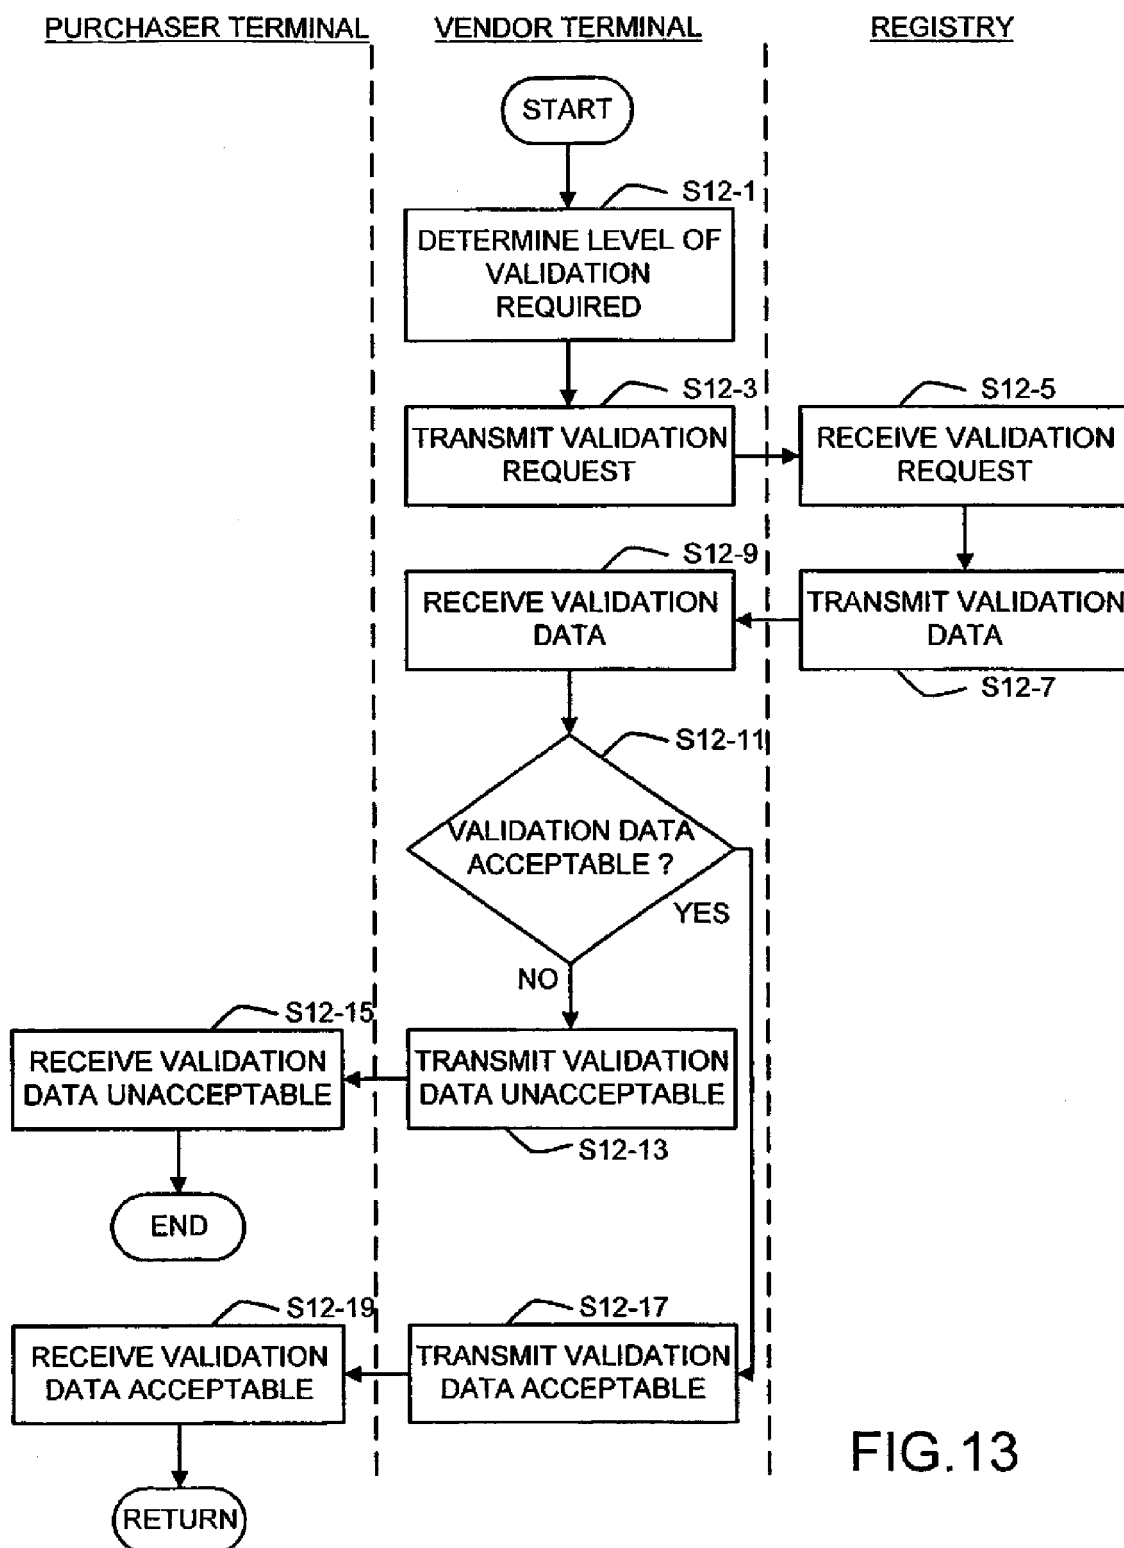 PURCHASER TERMINAL
VENDOR TERMINAL
REGISTRY
START
S12-1
DETERMINE LEVEL OF
VALIDATION
REQUIRED
S12-3
TRANSMIT VALIDATION
REQUEST
S12-5
RECEIVE VALIDATION
REQUEST
S12-9
RECEIVE VALIDATION
DATA
TRANSMIT VALIDATION
DATA
S12-7
S12-11
VALIDATION DATA
ACCEPTABLE ?
YES
NO
S12-15
RECEIVE VALIDATION
DATA UNACCEPTABLE
TRANSMIT VALIDATION
DATA UNACCEPTABLE
S12-13
END
S12-19
RECEIVE VALIDATION
DATA ACCEPTABLE
S12-17
TRANSMIT VALIDATION
DATA ACCEPTABLE
RETURN
FIG.13